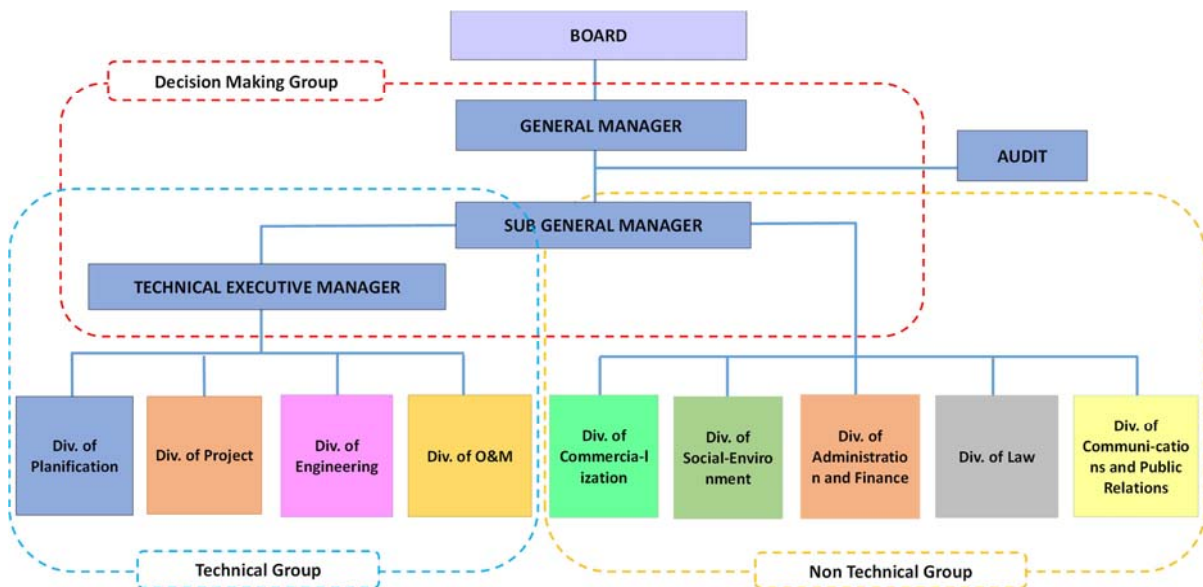 BOARD
Decision Making Group
GENERAL MANAGER
AUDIT
SUB GENERAL MANAGER
TECHNICAL EXECUTIVE MANAGER
Div. of
Planification
Div. of Project
Div. of
Engineering
Div. of O&M
Div. of
Commercia-l
ization
Div. of
Social-Enviro
nment
Div. of
Administratio
n and Finance
Div. of Law
Div. of
Communi-catio
ns and Public
Relations
Technical Group
Non Technical Group